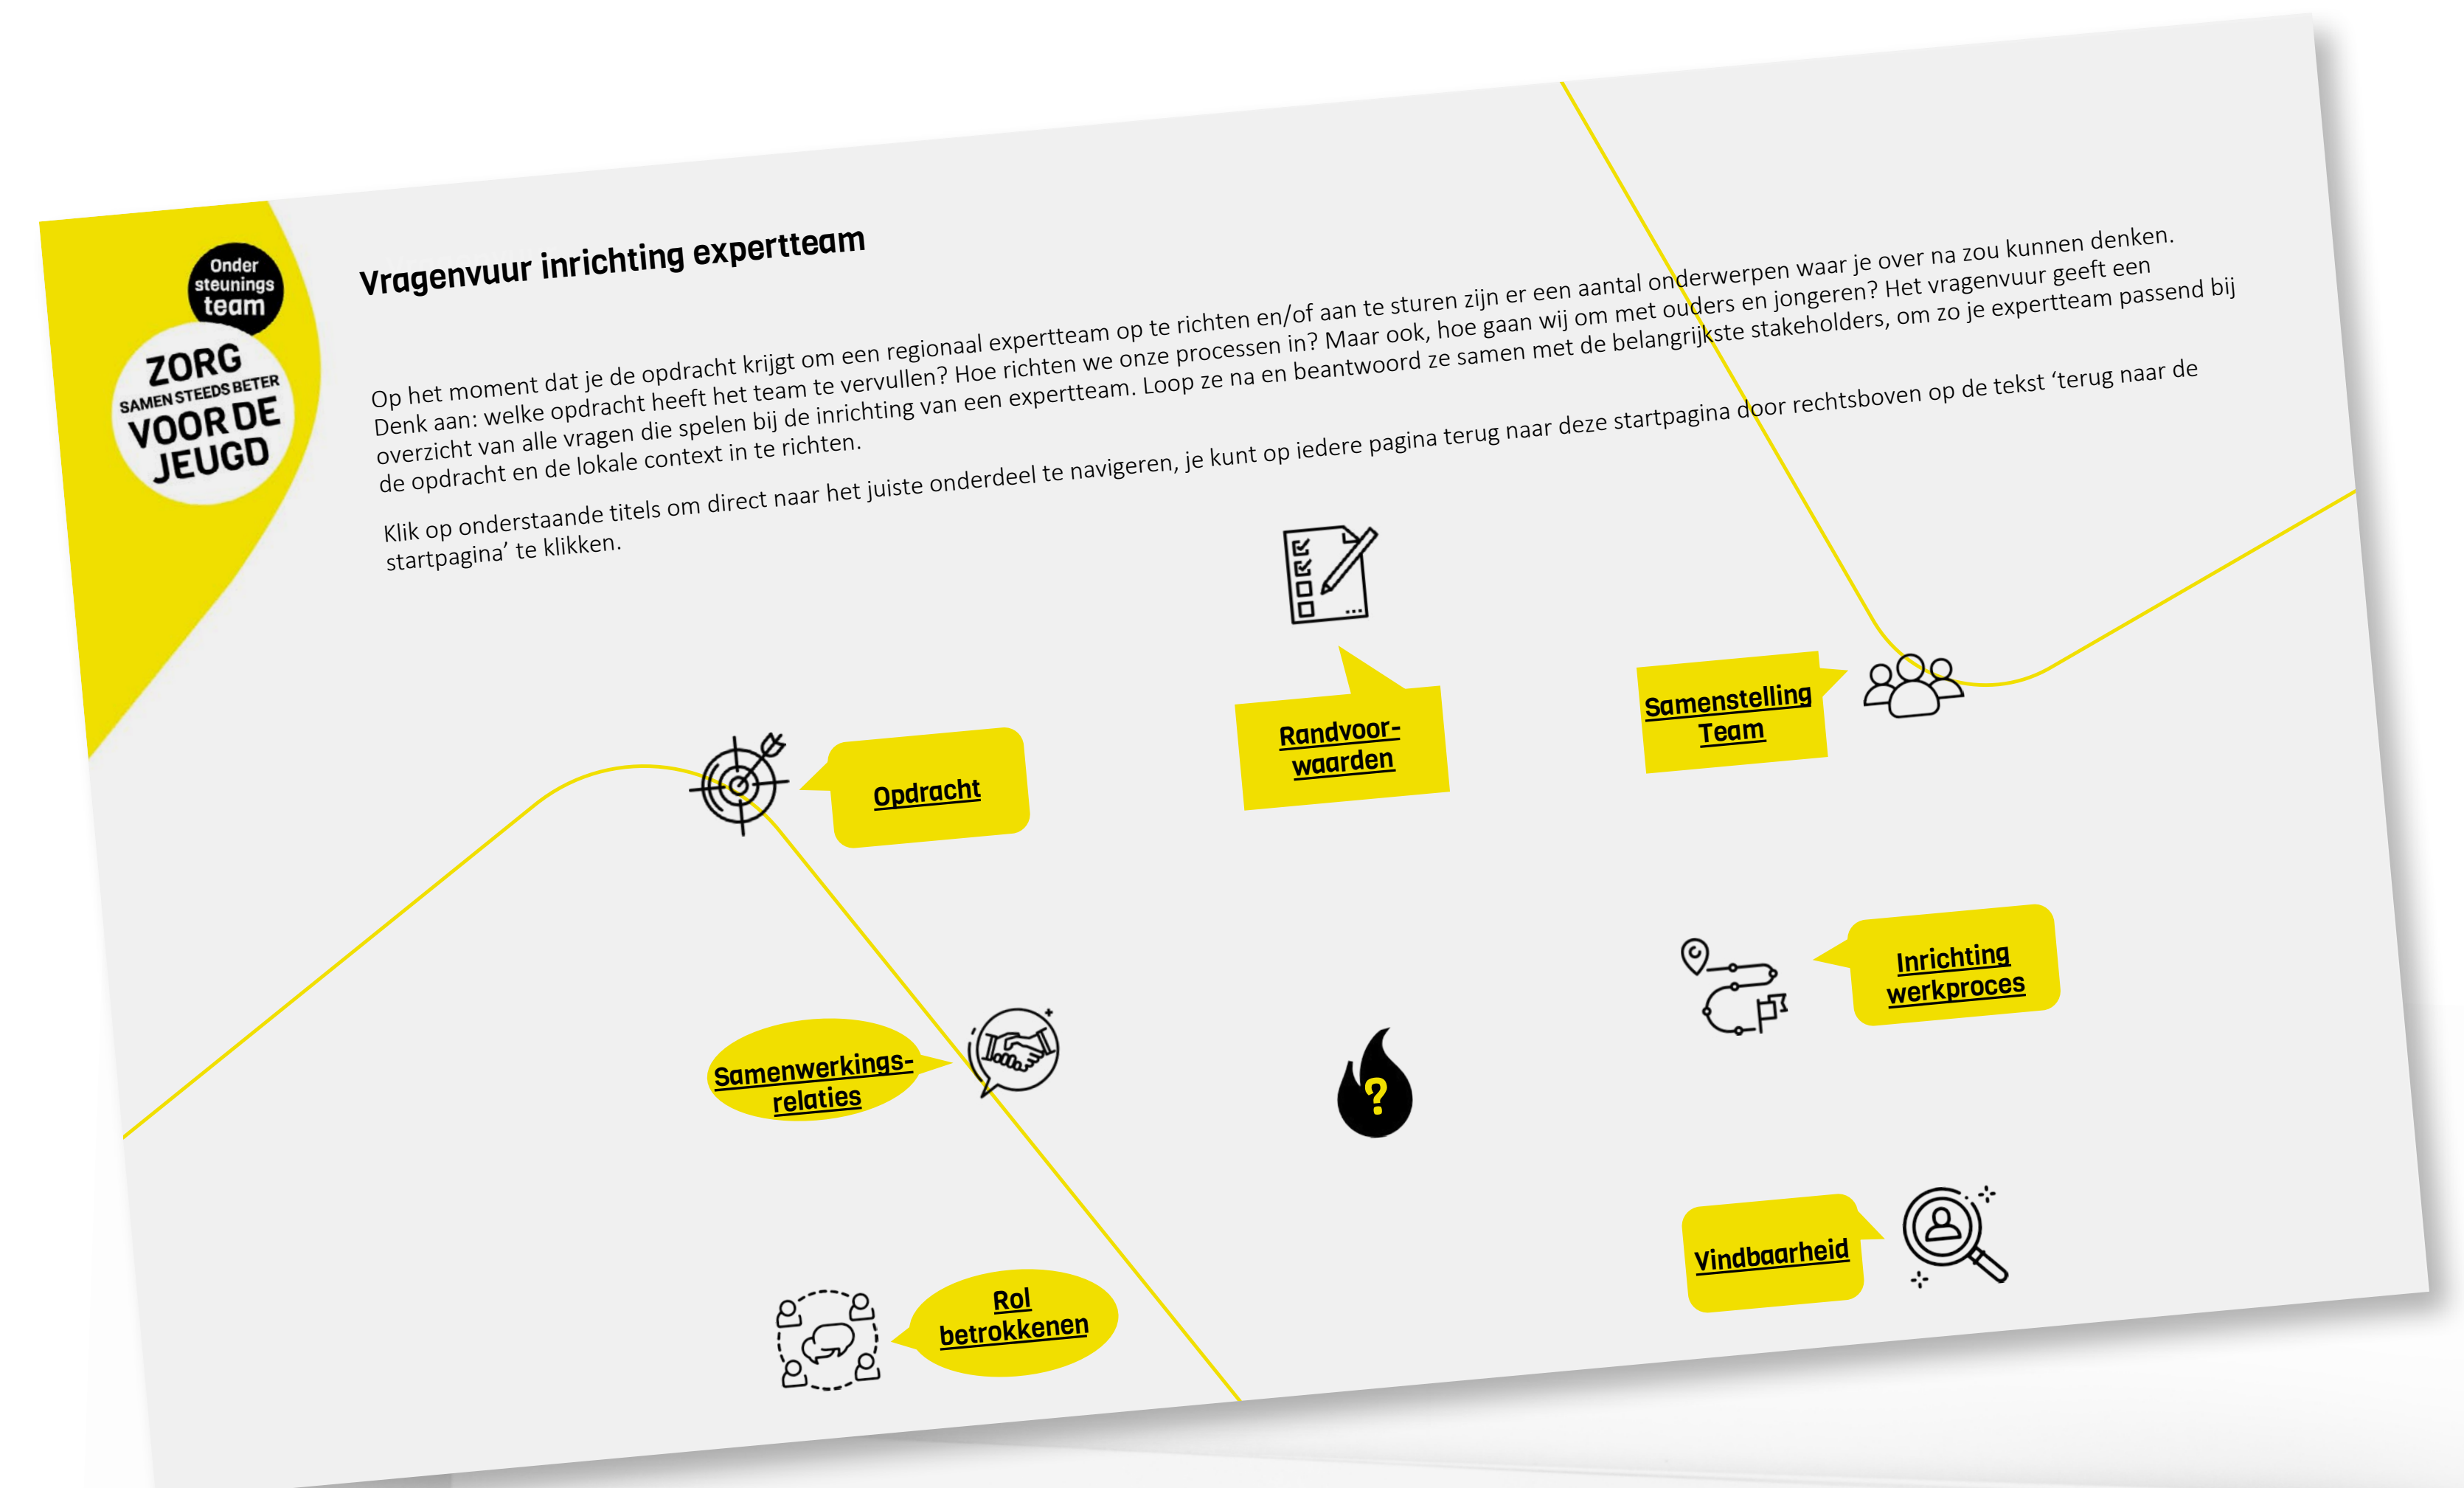 Onder
steunings
team
ZORG
SAMEN STEEDS BETER
VOOR DE
JEUGD
Vragenvuur inrichting expertteam
Op het moment dat je de opdracht krijgt om een regionaal expertteam op te richten en/of aan te sturen zijn er een aantal onderwerpen waar je over na zou kunnen denken.
Denk aan: welke opdracht heeft het team te vervullen? Hoe richten we onze processen in? Maar ook, hoe gaan wij om met ouders en jongeren? Het vragenvuur geeft een
overzicht van alle vragen die spelen bij de inrichting van een expertteam. Loop ze na en beantwoord ze samen met de belangrijkste stakeholders, om zo je expertteam passend bij
de opdracht en de lokale context in te richten.
Klik op onderstaande titels om direct naar het juiste onderdeel te navigeren, je kunt op iedere pagina terug naar deze startpagina door rechtsboven op de tekst ‘terug naar de
startpagina’ te klikken.
Opdracht
Randvoor-
waarden
Samenstelling
Team
Samenwerkings-
relaties
?
Inrichting
werkproces
Rol
betrokkenen
Vindbaarheid